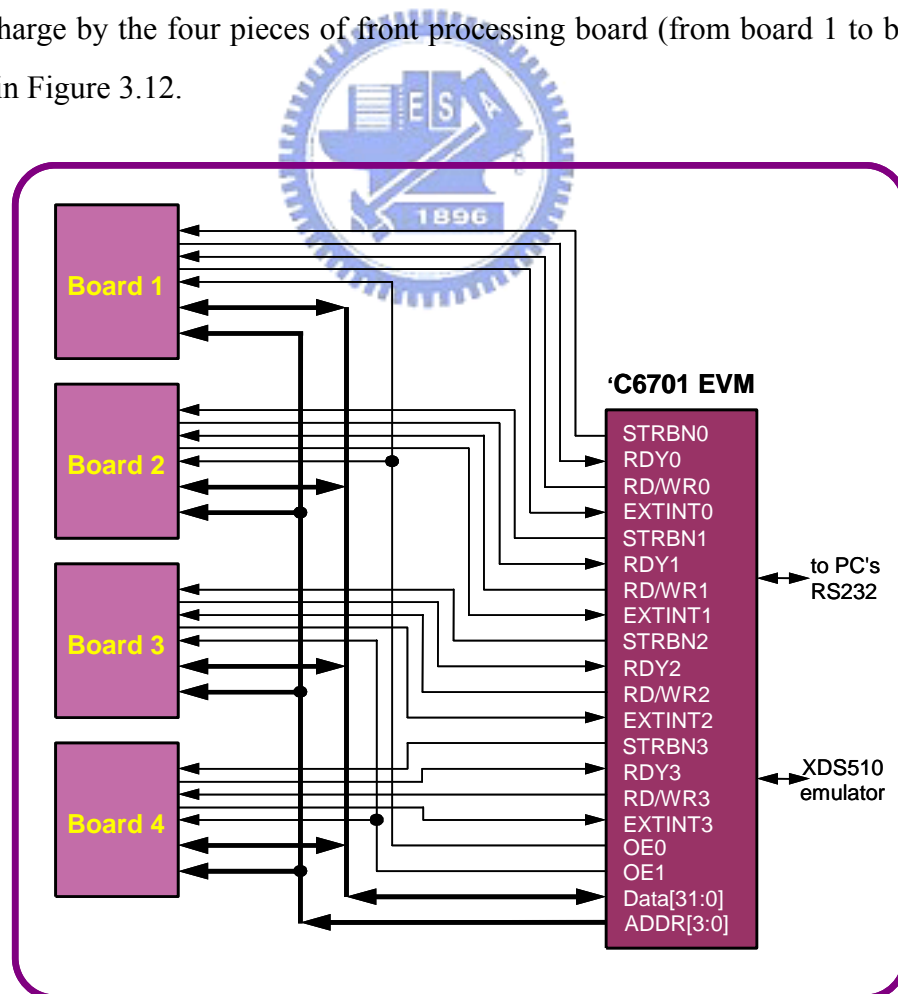 harge by the four pieces of front processing board (from board 1 to b
in Figure 3.12.
E S A
1896
Board 1
Board 2
Board 3
Board 4
‘C6701 EVM
STRBN0
RDY0
RD/WR0
EXTINT0
STRBN1
RDY1
RD/WR1
EXTINT1
STRBN2
RDY2
RD/WR2
EXTINT2
STRBN3
RDY3
RD/WR3
EXTINT3
OE0
OE1
Data[31:0]
ADDR[3:0]
to PC's
RS232
XDS510
emulator